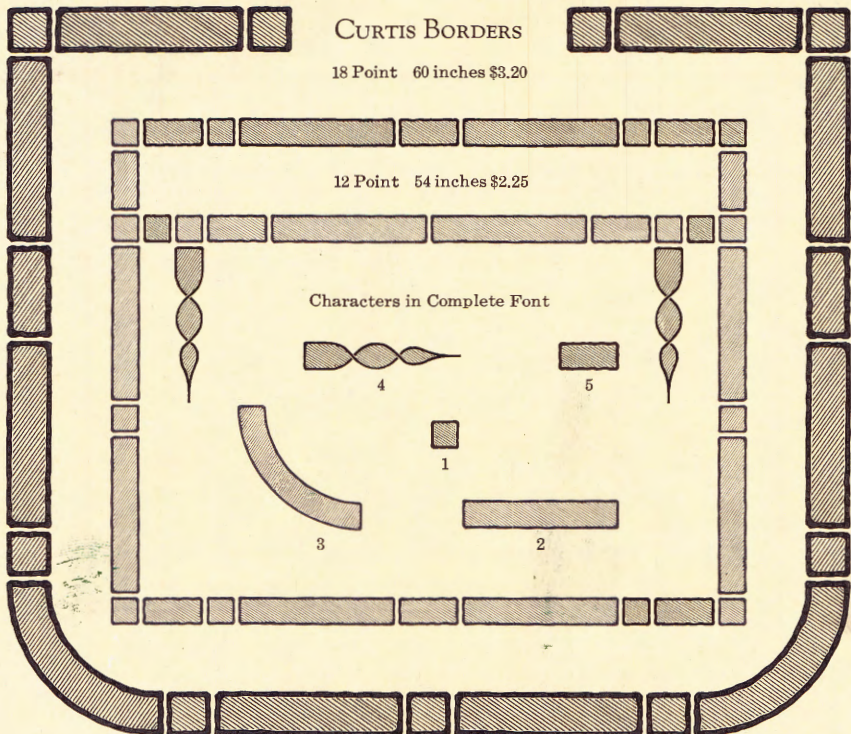 CURTIS BORDERS
18 Point 60 inches $3.20
12 Point 54 inches $2.25
Characters in Complete Font
4
5
1
3
2